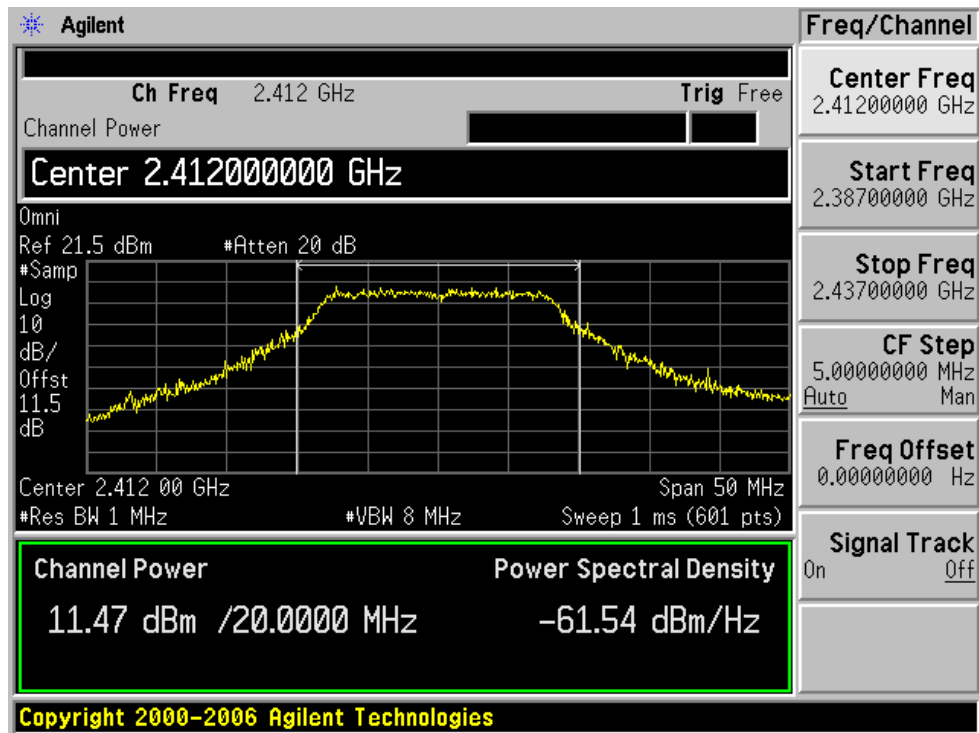 Agilent
Freq/Channel
Ch Freq 2.412 GHz Trig Free
Channel Power
Center 2.412000000 GHz
Omni
Ref 21.5 dBm #Atten 20 dB
#Samp
Log
10
dB/
Offst
11.5
dB
Center 2.412 00 GHz Span 50 MHz
#Res BW 1 MHz #VBW 8 MHz Sweep 1 ms (601 pts)
Channel Power Power Spectral Density
11.47 dBm /20.0000 MHz -61.54 dBm/Hz
Copyright 2000-2006 Agilent Technologies
Center Freq
2.41200000 GHz
Start Freq
2.38700000 GHz
Stop Freq
2.43700000 GHz
CF Step
5.00000000 MHz
Auto Man
Freq Offset
0.00000000 Hz
Signal Track
On Off